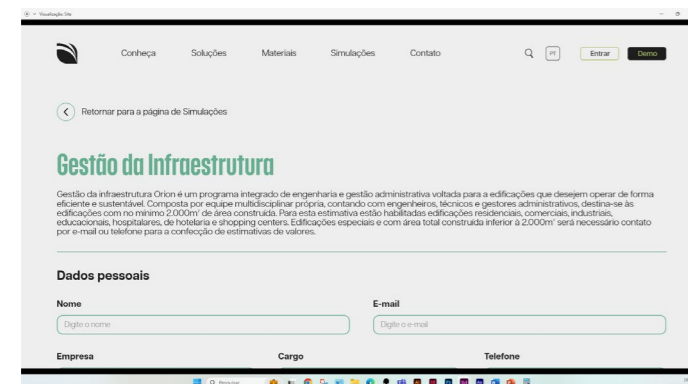 Visualização Site
Conheça Soluções Materiais Simulações Contato PT Entrar Demo
Retornar para a página de Simulações
Gestão da Infraestrutura
Gestão da infraestrutura Orion é um programa integrado de engenharia e gestão administrativa voltada para a edificações que desejem operar de forma
eficiente e sustentável. Composta por equipe multidisciplinar própria, contando com engenheiros, técnicos e gestores administrativos, destina-se às
edificações com no mínimo 2.000m² de área construída. Para esta estimativa estão habilitadas edificações residenciais, comerciais, industriais,
educacionais, hospitalares, de hotelaria e shopping centers. Edificações especiais e com área total construída inferior à 2.000m² será necessário contato
por e-mail ou telefone para a confecção de estimativas de valores.
Dados pessoais
Nome E-mail
Digite o nome Digite o e-mail
Empresa Cargo Telefone
Pesquisar